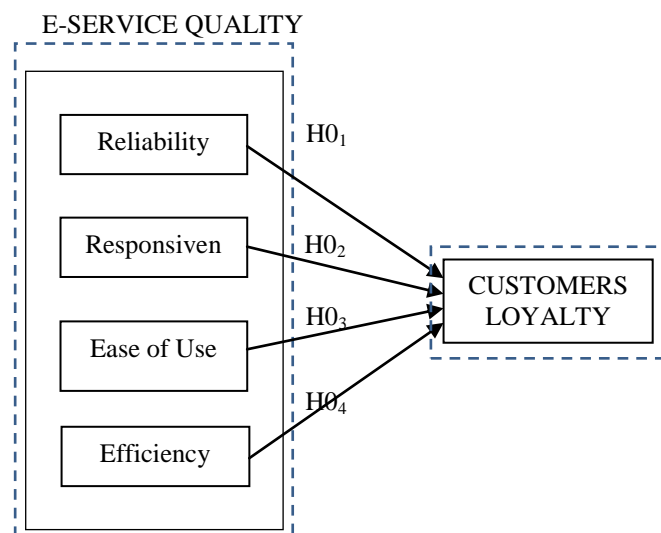 E-SERVICE QUALITY
Reliability
H0₁
Responsiven
H0₂
CUSTOMERS
LOYALTY
Ease of Use
H0₃
H0₄
Efficiency